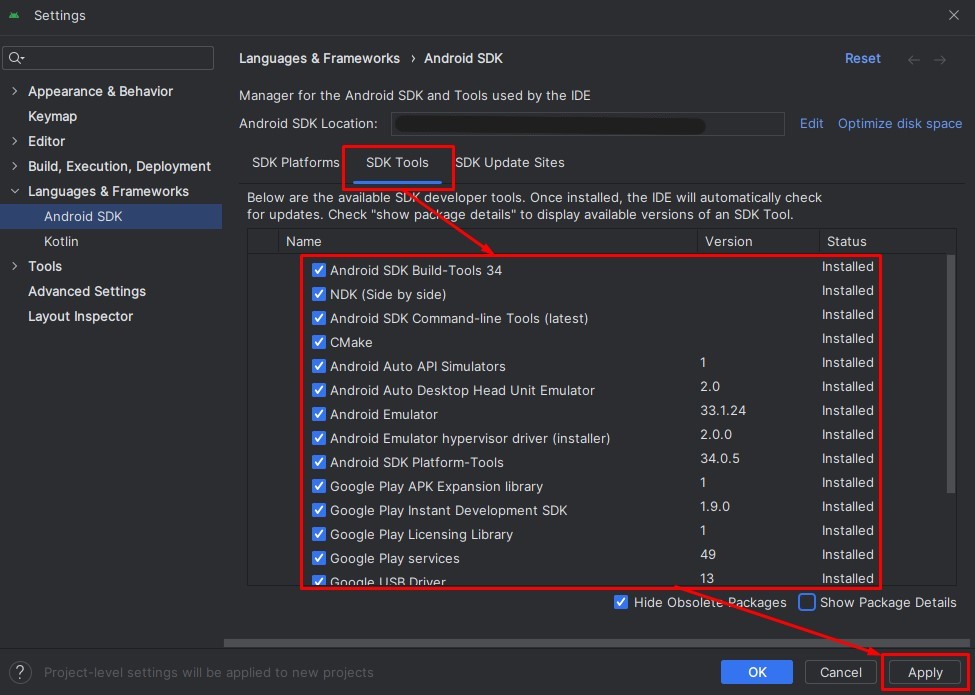 Settings
Languages & Frameworks › Android SDK
Reset
Appearance & Behavior
Keymap
Editor
Build, Execution, Deployment
Languages & Frameworks
Android SDK
Kotlin
Tools
Advanced Settings
Layout Inspector
Manager for the Android SDK and Tools used by the IDE
Android SDK Location:
Edit
Optimize disk space
SDK Platforms SDK Tools SDK Update Sites
Below are the available SDK developer tools. Once installed, the IDE will automatically check
for updates. Check "show package details" to display available versions of an SDK Tool.
Name Version Status
Android SDK Build-Tools 34 Installed
NDK (Side by side) Installed
Android SDK Command-line Tools (latest) Installed
CMake Installed
Android Auto API Simulators 1 Installed
Android Auto Desktop Head Unit Emulator 2.0 Installed
Android Emulator 33.1.24 Installed
Android Emulator hypervisor driver (installer) 2.0.0 Installed
Android SDK Platform-Tools 34.0.5 Installed
Google Play APK Expansion library 1 Installed
Google Play Instant Development SDK 1.9.0 Installed
Google Play Licensing Library 1 Installed
Google Play services 49 Installed
Google USB Driver 13 Installed
Hide Obsolete Packages Show Package Details
? Project-level settings will be applied to new projects
OK Cancel Apply